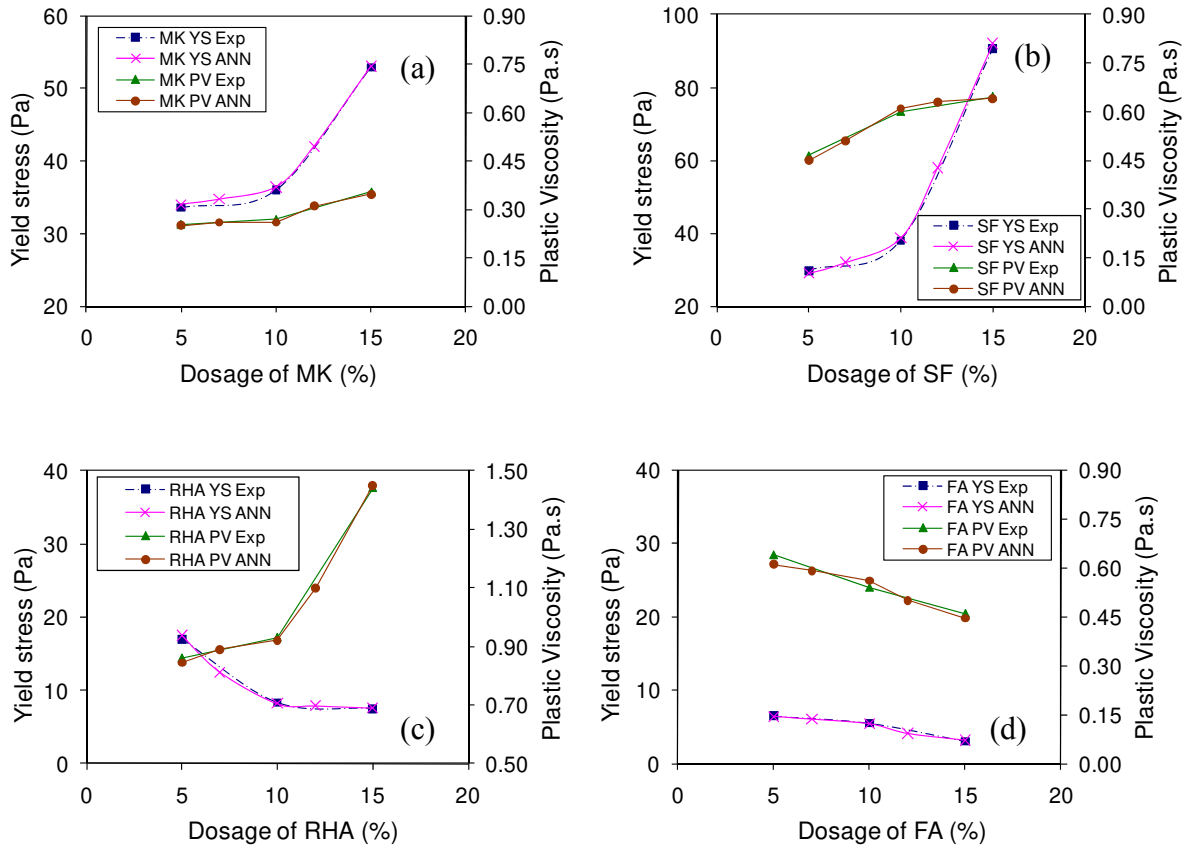 60
50
40
30
20
Yield stress (Pa)
MK YS Exp
MK YS ANN
MK PV Exp
MK PV ANN
(a)
0.90
0.75
0.60
0.45
0.30
0.15
0.00
Plastic Viscosity (Pa.s)
0 5 10 15 20
Dosage of MK (%)
100
80
60
40
20
Yield stress (Pa)
(b)
SF YS Exp
SF YS ANN
SF PV Exp
SF PV ANN
0.90
0.75
0.60
0.45
0.30
0.15
0.00
Plastic Viscosity (Pa.s)
0 5 10 15 20
Dosage of SF (%)
40
30
20
10
0
Yield stress (Pa)
RHA YS Exp
RHA YS ANN
RHA PV Exp
RHA PV ANN
(c)
1.50
1.30
1.10
0.90
0.70
0.50
Plastic Viscosity (Pa.s)
0 5 10 15 20
Dosage of RHA (%)
40
30
20
10
0
Yield stress (Pa)
FA YS Exp
FA YS ANN
FA PV Exp
FA PV ANN
(d)
0.90
0.75
0.60
0.45
0.30
0.15
0.00
Plastic Viscosity (Pa.s)
0 5 10 15 20
Dosage of FA (%)